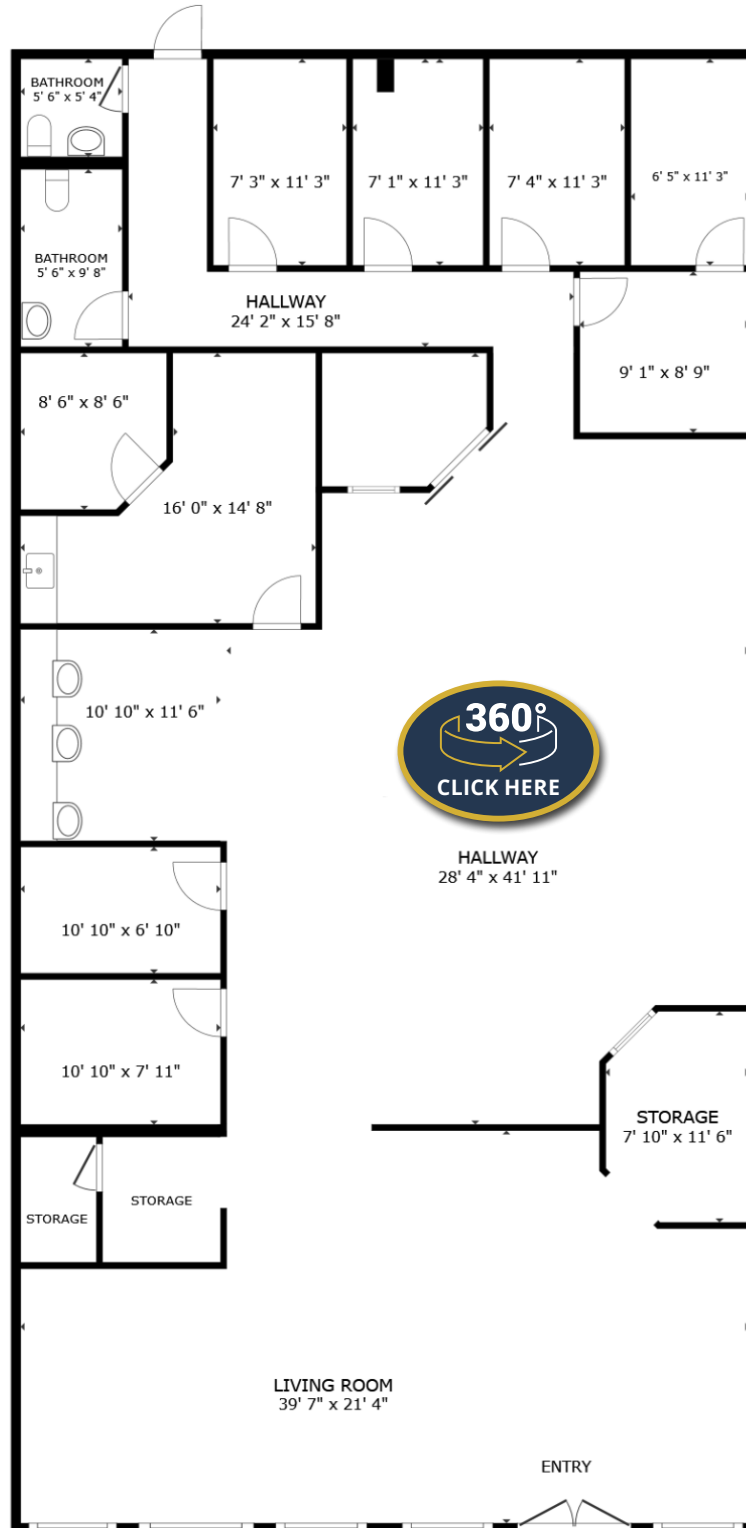 BATHROOM
5' 6" x 5' 4"
7' 3" x 11' 3"
7' 1" x 11' 3"
7' 4" x 11' 3"
6' 5" x 11' 3"
BATHROOM
5' 6" x 9' 8"
HALLWAY
24' 2" x 15' 8"
9' 1" x 8' 9"
8' 6" x 8' 6"
16' 0" x 14' 8"
10' 10" x 11' 6"
360°
CLICK HERE
HALLWAY
28' 4" x 41' 11"
10' 10" x 6' 10"
10' 10" x 7' 11"
STORAGE
7' 10" x 11' 6"
STORAGE
STORAGE
LIVING ROOM
39' 7" x 21' 4"
ENTRY